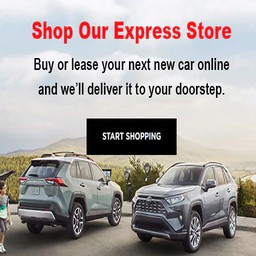 Shop Our Express Store
Buy or lease your next new car online
and we'll deliver it to your doorstep.
START SHOPPING